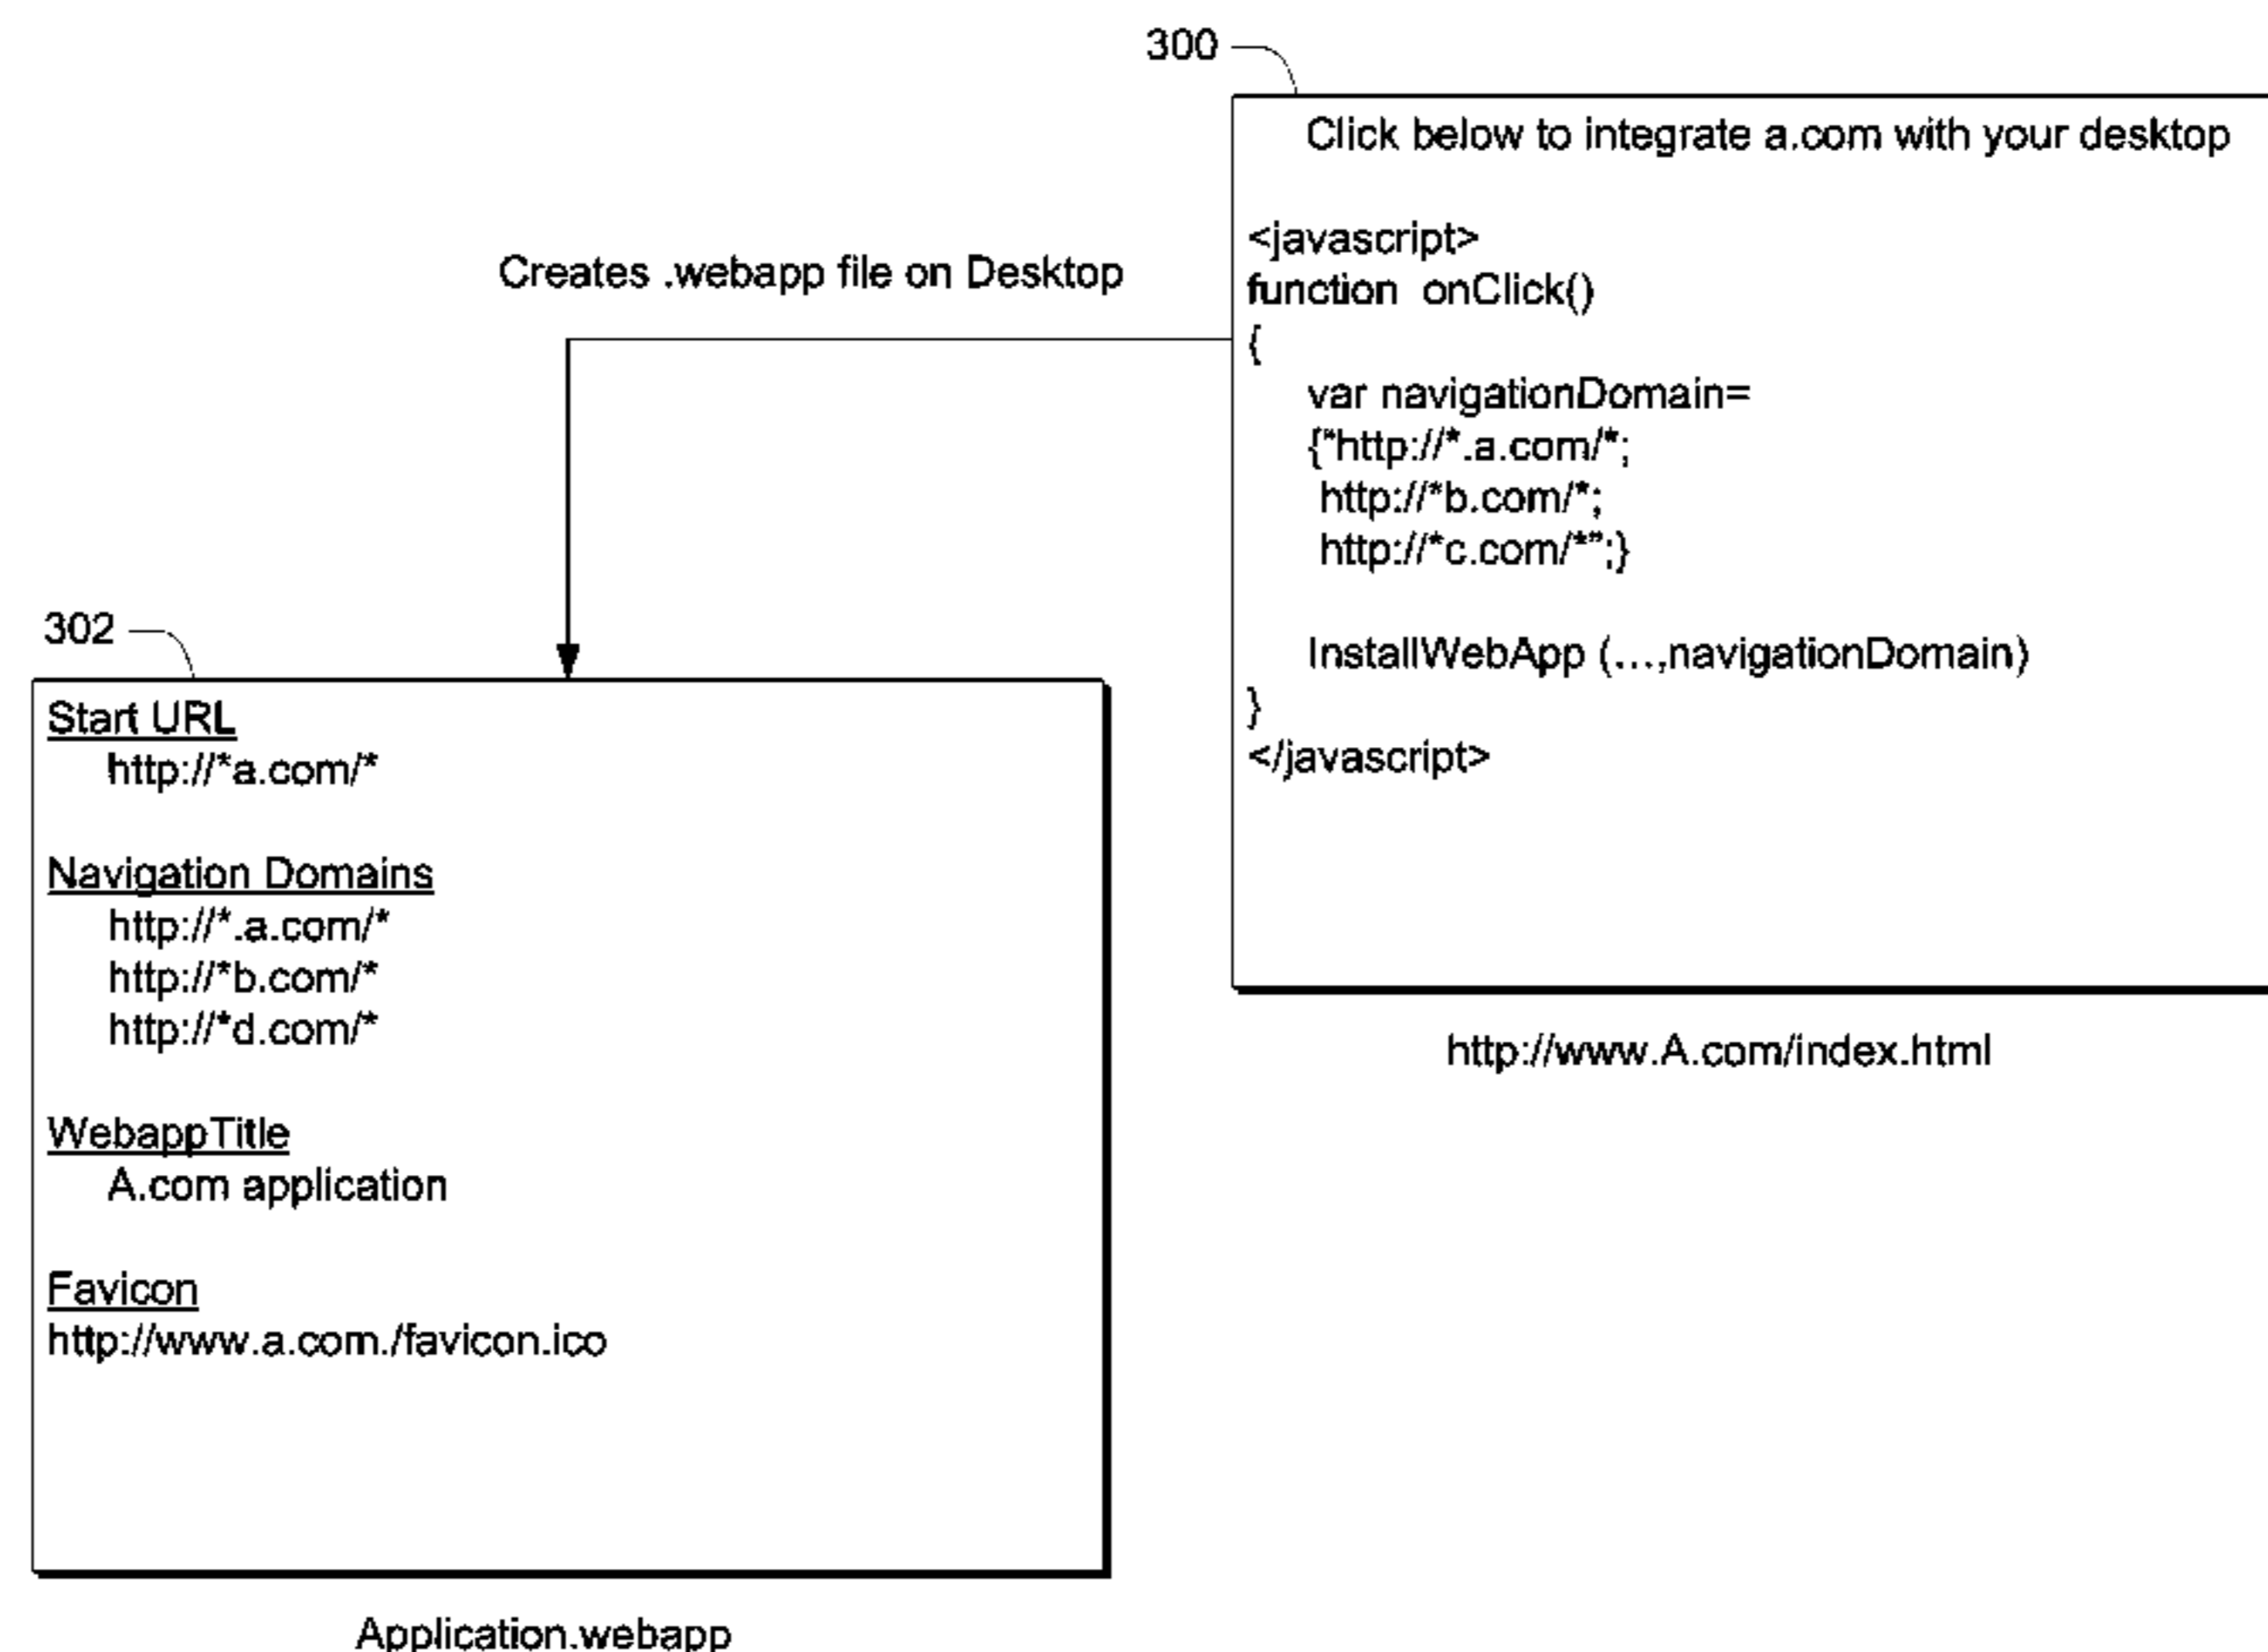 300
Click below to integrate a.com with your desktop
<javascript>
function onClick()
{
var navigationDomain=
{"http://*.a.com/*;
http://*b.com/*;
http://*c.com/*";}
InstallWebApp (...,navigationDomain)
}
</javascript>
http://www.A.com/index.html
Creates .webapp file on Desktop
302
Start URL
http://*a.com/*
Navigation Domains
http://*.a.com/*
http://*b.com/*
http://*d.com/*
WebappTitle
A.com application
Favicon
http://www.a.com./favicon.ico
Application.webapp